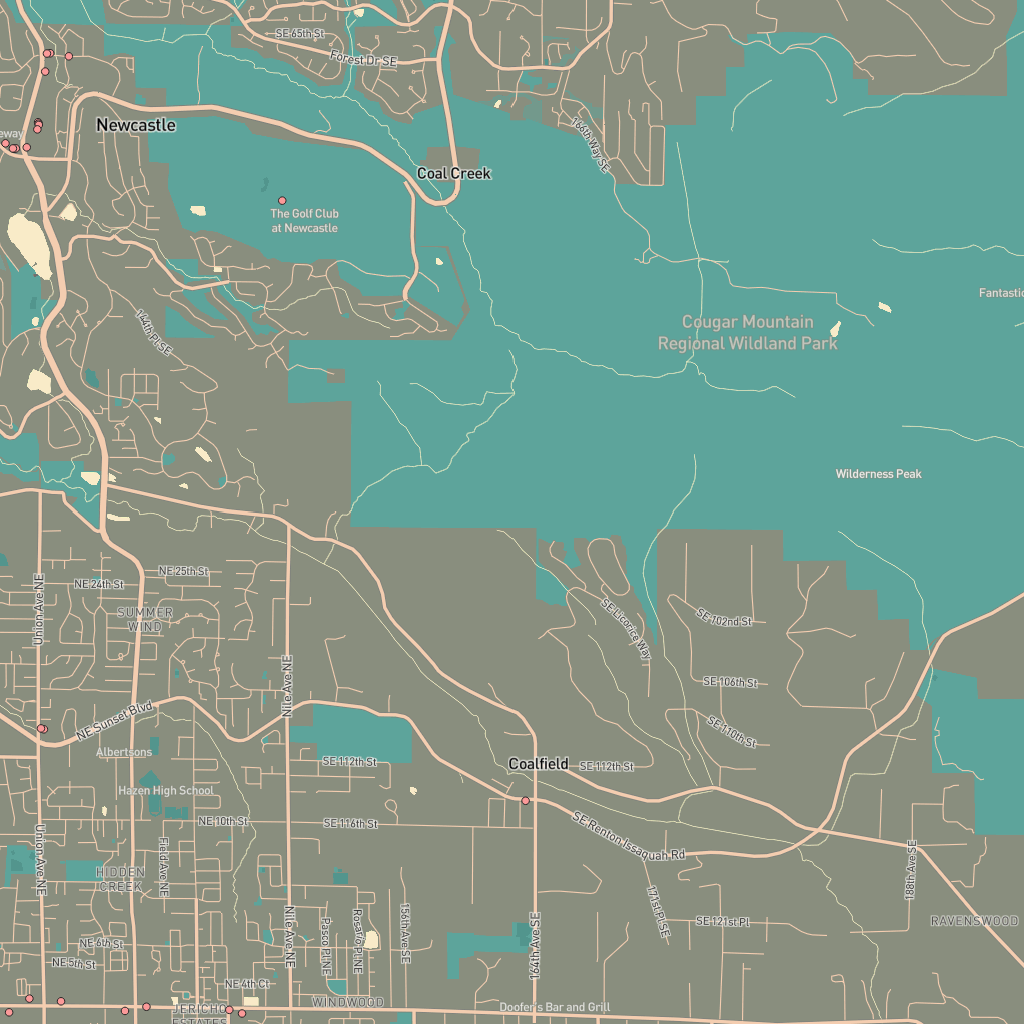 SE 65th St
Forest Dr SE
Newcastle
eway
166th Way SE
Coal Creek
The Golf Club
at Newcastle
Fantastic
Cougar Mountain
Regional Wildland Park
144th Pl SE
Wilderness Peak
NE 25th St
NE 24th St
Union Ave NE
SUMMER
WIND
SE Licorice Way
SE 702nd St
Nile Ave NE
SE 106th St
NE Sunset Blvd
SE 110th St
Albertsons
SE 112th St
Coalfield
SE 112th St
Hazen High School
NE 10th St
SE 116th St
SE Renton Issaquah Rd
Union Ave NE
Field Ave NE
188th Ave SE
HIDDEN
CREEK
171st Pl SE
SE 121st Pl
RAVENSWOOD
Nile Ave NE
Pasco Pl NE
Rosario Pl NE
156th Ave SE
164th Ave SE
NE 6th St
NE 5th St
NE 4th Ct
WINDWOOD
JERICHO
ESTATES
Doofer's Bar and Grill